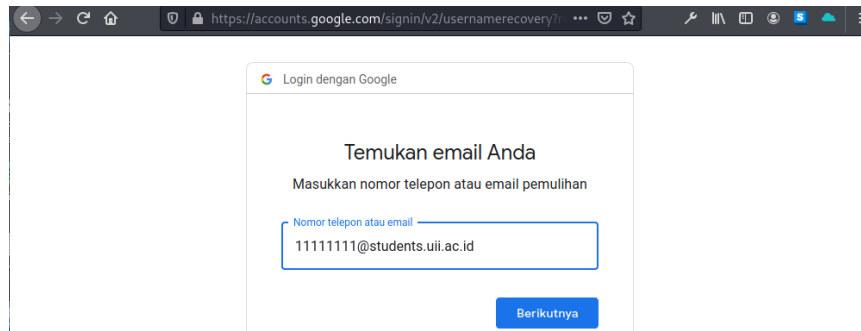 https://accounts.google.com/signin/v2/usernamerecovery?
Login dengan Google
Temukan email Anda
Masukkan nomor telepon atau email pemulihan
Nomor telepon atau email
11111111@students.uii.ac.id
Berikutnya